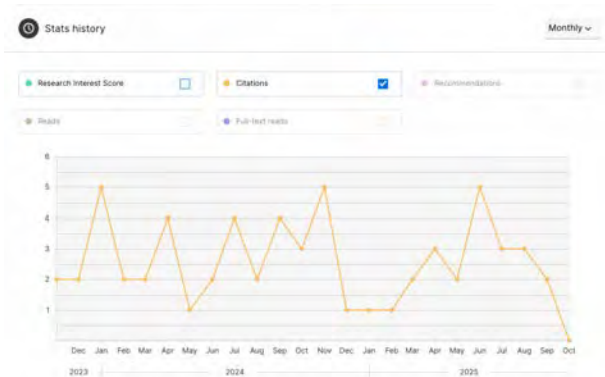 Stats history
Monthly
Research Interest Score
Citations
Recommendations
Reads
Full-text reads
6
5
4
3
2
1
Dec Jan Feb Mar Apr May Jun Jul Aug Sep Oct Nov Dec Jan Feb Mar Apr May Jun Jul Aug Sep Oct
2023 2024 2025